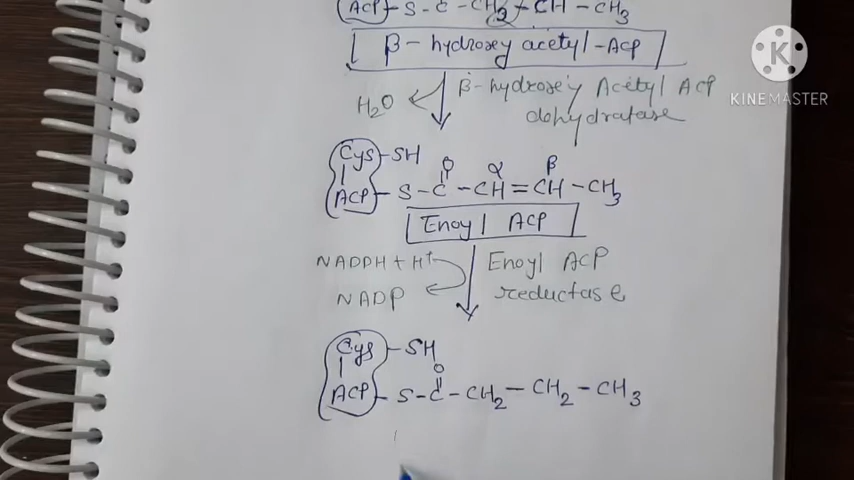 ACP - S - C - CH2 - CH - CH3
β - hydroxy acetyl - ACP
H2O
β-hydroxy Acetyl ACP
dehydratase
K
KINEMASTER
Cys - SH
O α β
ACP - S - C - CH = CH - CH3
Enoyl ACP
NADPH + H+
Enoyl ACP
NADP
reductase
Cys - SH
O
ACP - S - C - CH2 - CH2 - CH3